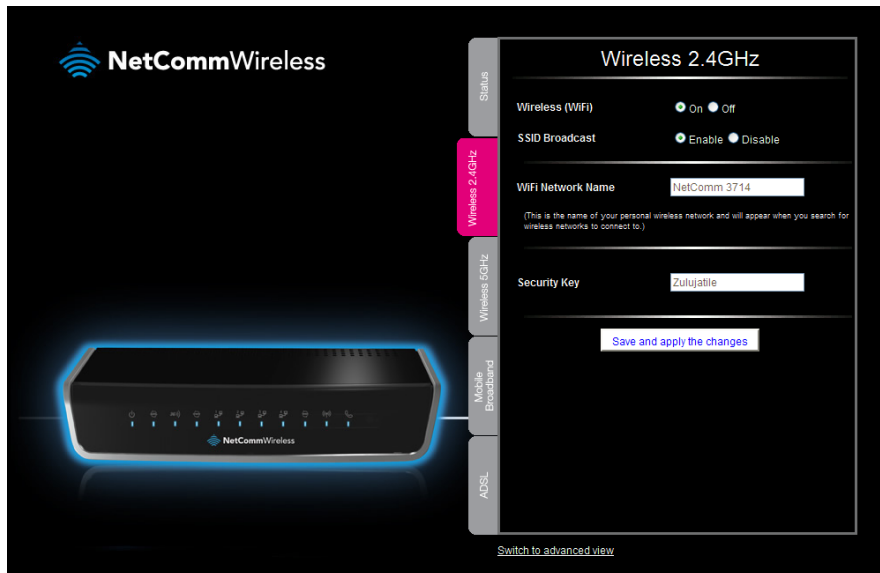 NetCommWireless
Status
Wireless 2.4GHz
Wireless 5GHz
Mobile Broadband
ADSL
Wireless 2.4GHz
Wireless (WiFi)
On Off
SSID Broadcast
Enable Disable
WiFi Network Name
NetComm 3714
(This is the name of your personal wireless network and will appear when you search for
wireless networks to connect to.)
Security Key
Zulujatile
Save and apply the changes
NetCommWireless
Switch to advanced view